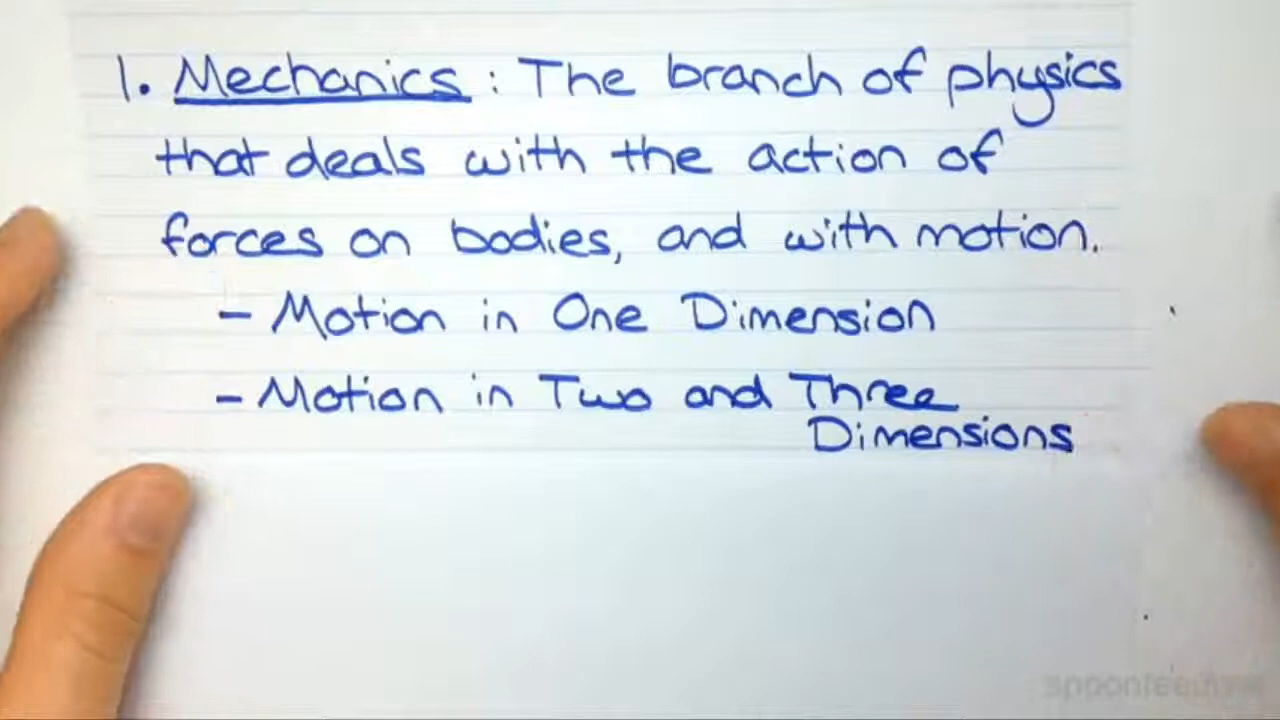 1. Mechanics: The branch of physics
that deals with the action of
forces on bodies, and with motion.
- Motion in One Dimension
- Motion in Two and Three
Dimensions